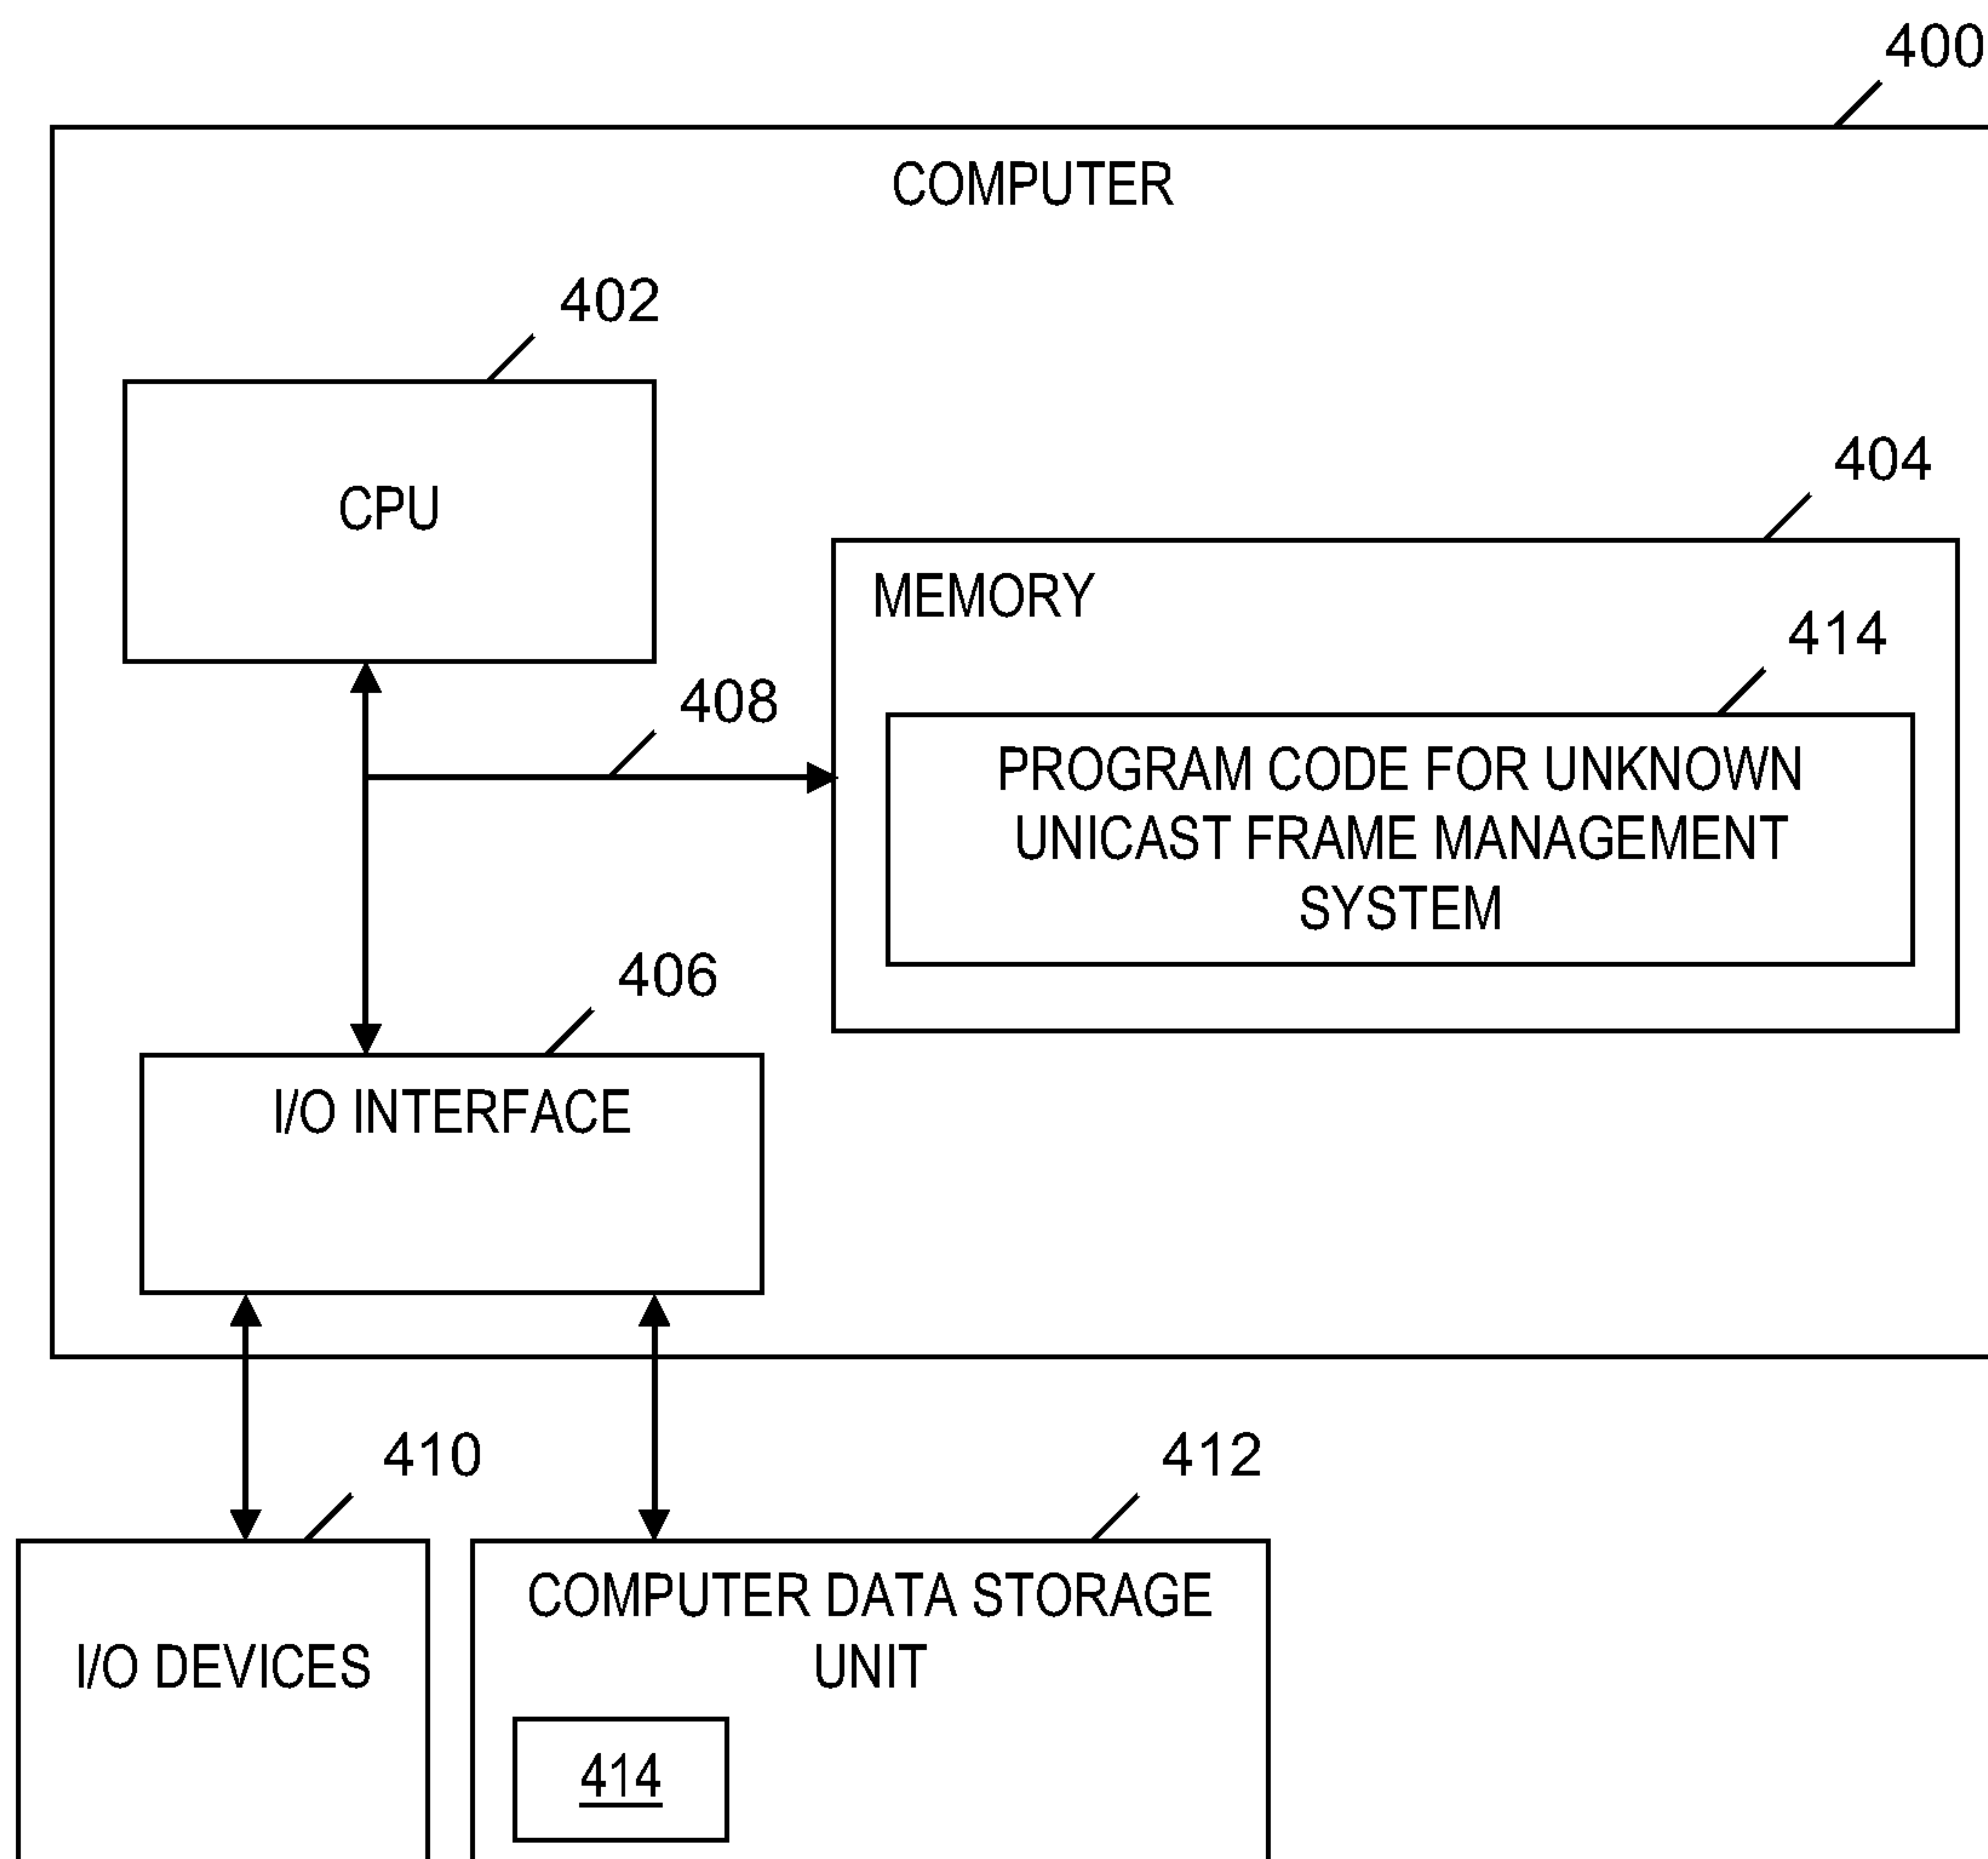 400
COMPUTER
402
CPU
404
MEMORY
414
408
PROGRAM CODE FOR UNKNOWN
UNICAST FRAME MANAGEMENT
SYSTEM
406
I/O INTERFACE
410
412
I/O DEVICES
COMPUTER DATA STORAGE
UNIT
414